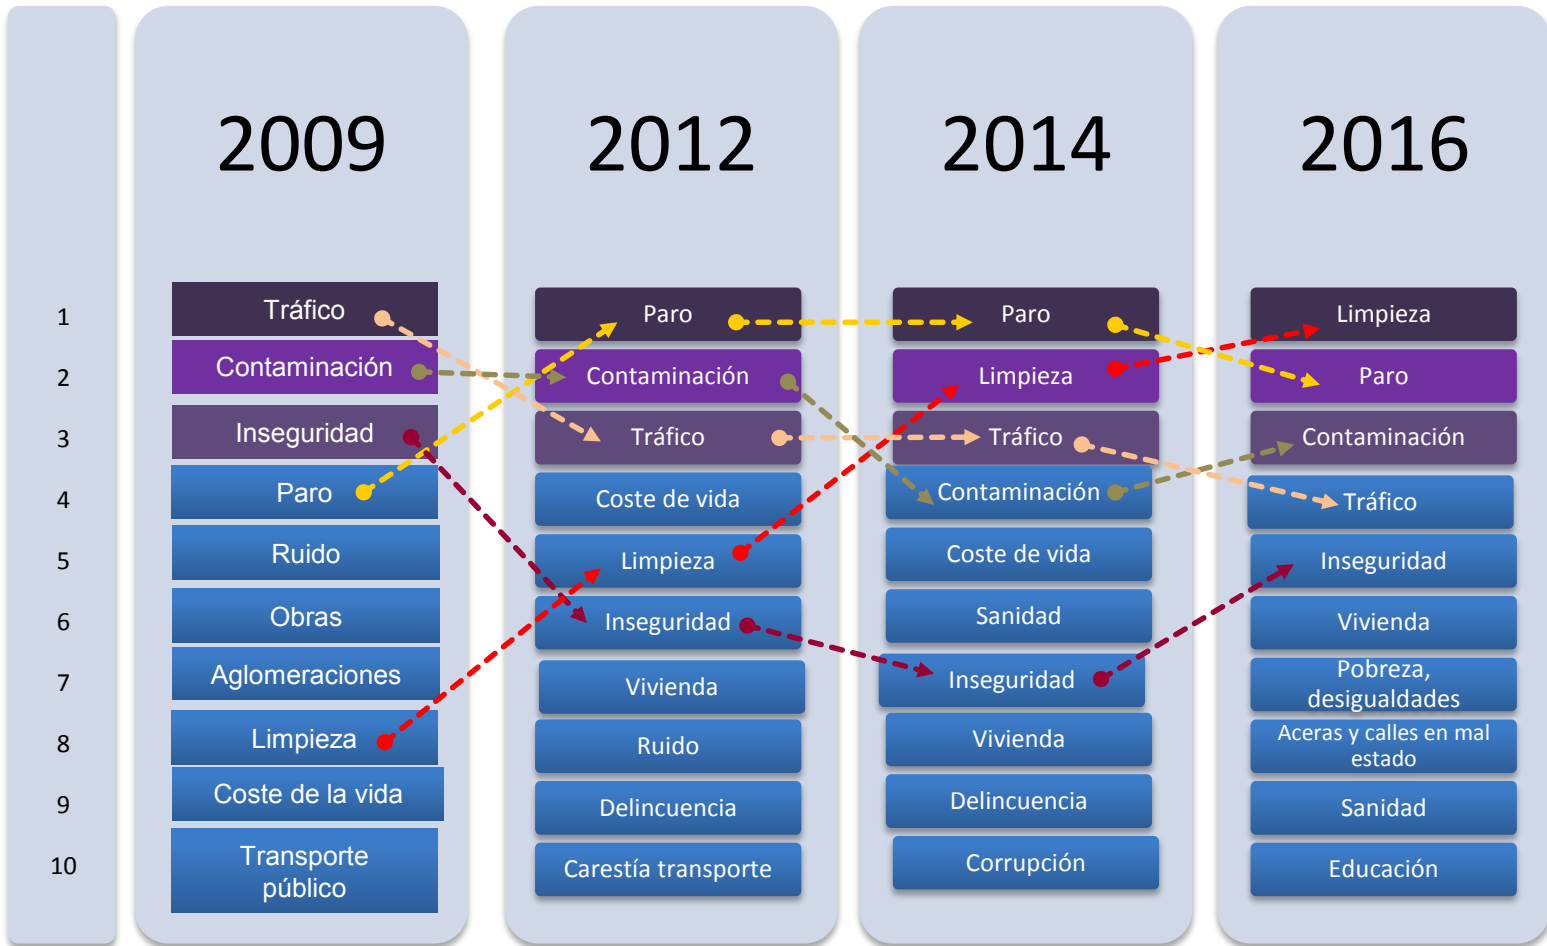 2009
2012
2014
2016
1
2
3
4
5
6
7
8
9
10
Tráfico
Contaminación
Inseguridad
Paro
Ruido
Obras
Aglomeraciones
Limpieza
Coste de la vida
Transporte
público
Paro
Contaminación
Tráfico
Coste de vida
Limpieza
Inseguridad
Vivienda
Ruido
Delincuencia
Carestía transporte
Paro
Limpieza
Tráfico
Contaminación
Coste de vida
Sanidad
Inseguridad
Vivienda
Delincuencia
Corrupción
Limpieza
Paro
Contaminación
Tráfico
Inseguridad
Vivienda
Pobreza,
desigualdades
Aceras y calles en mal
estado
Sanidad
Educación